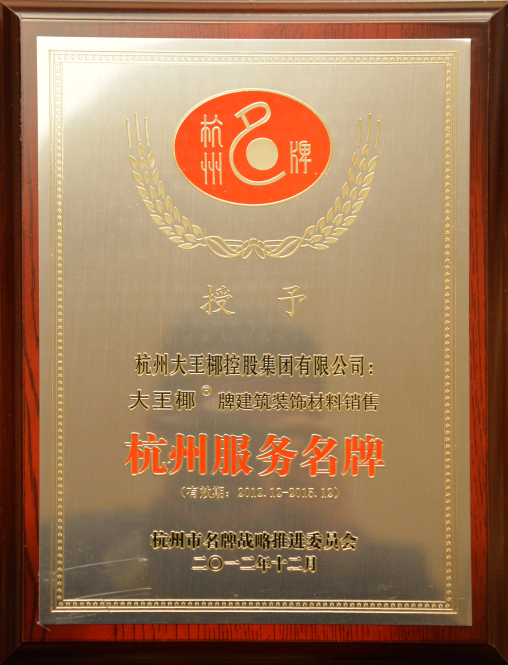 杭州 名 牌
授 予
杭州大王椰控股集团有限公司：
大王椰® 牌建筑装饰材料销售
杭州服务名牌
(有效期：2012.12-2015.12)
杭州市名牌战略推进委员会
二〇一二年十二月